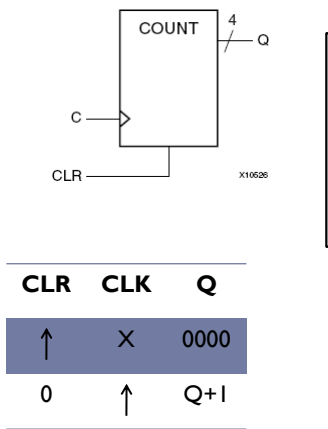 COUNT
4
Q
C
CLR
X10526
CLR CLK Q
↑ X 0000
0 ↑ Q+1